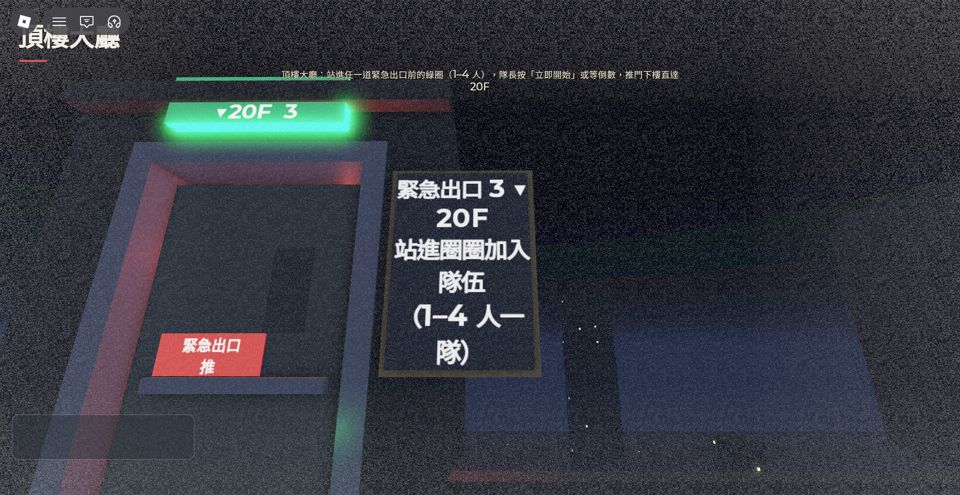 頂樓大廳
頂樓大廳：站進任一道緊急出口前的綠圈（1–4 人），隊長按「立即開始」或等倒數，推門下樓直達
20F
▼20F 3
緊急出口 3 ▼
20F
站進圈圈加入
隊伍
（1–4 人一
隊）
緊急出口
推